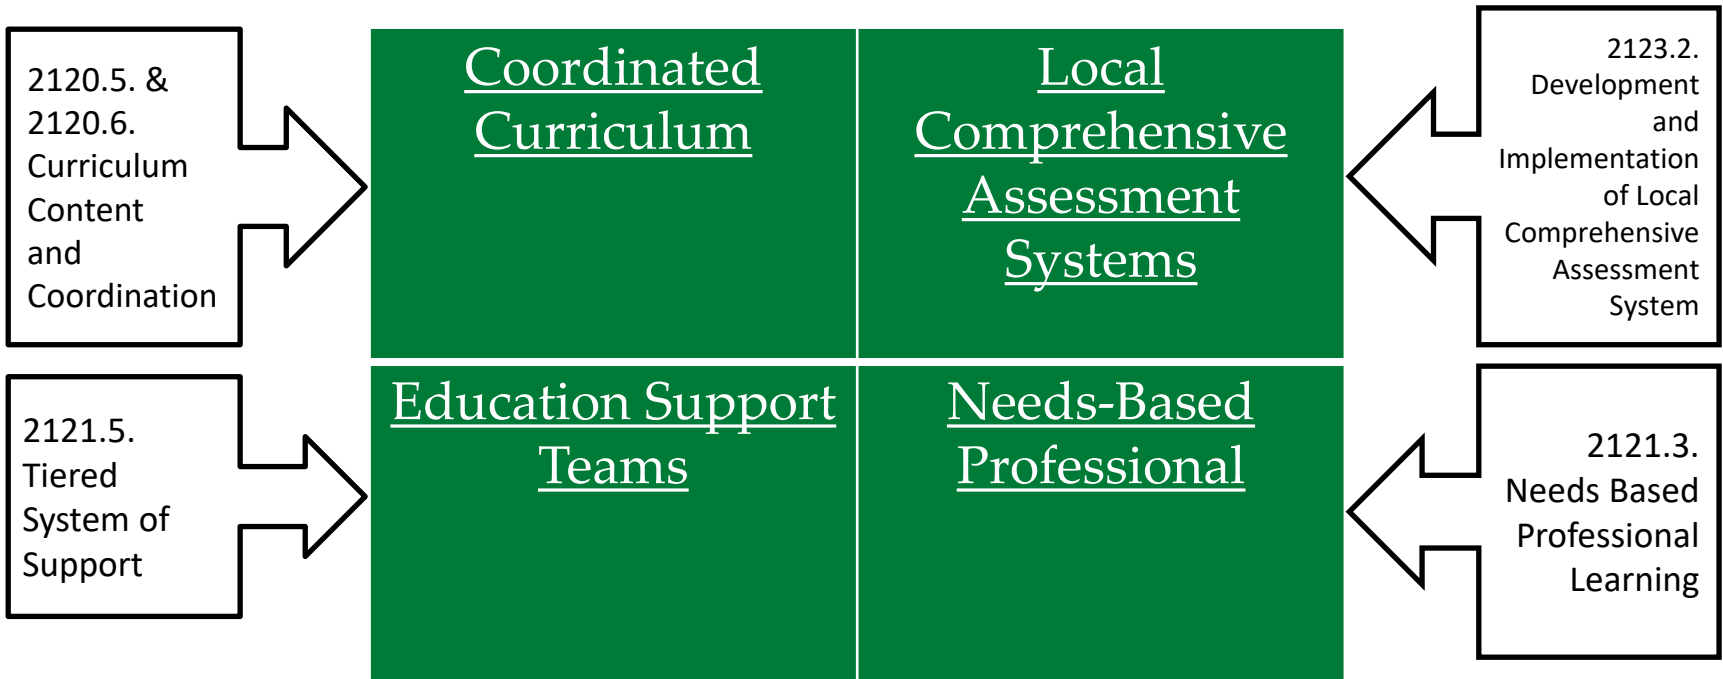 2120.5. &
2120.6.
Curriculum
Content
and
Coordination
Coordinated
Curriculum
Local
Comprehensive
Assessment
Systems
2123.2.
Development
and
Implementation
of Local
Comprehensive
Assessment
System
2121.5.
Tiered
System of
Support
Education Support
Teams
Needs-Based
Professional
2121.3.
Needs Based
Professional
Learning